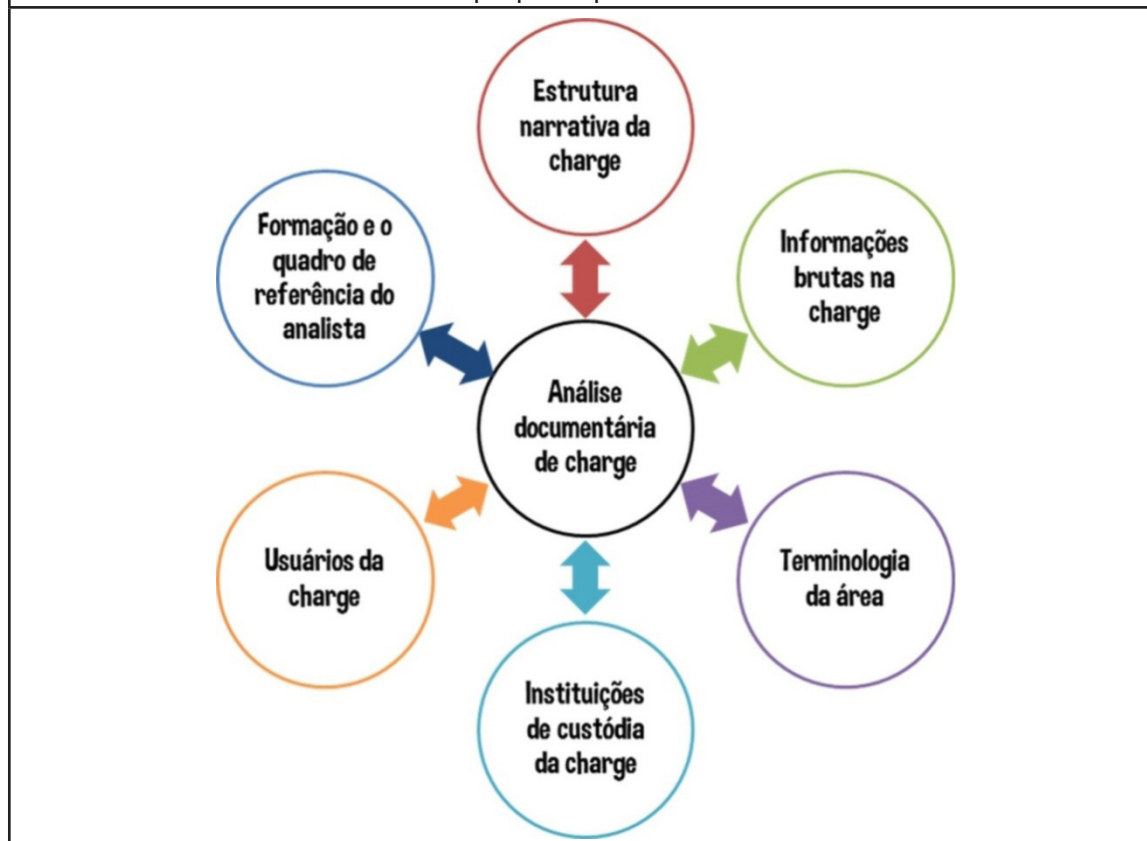 Estrutura
narrativa da
charge
Formação e o
quadro de
referência do
analista
Informações
brutas na
charge
Análise
documentária
de charge
Usuários da
charge
Terminologia
da área
Instituições
de custódia
da charge